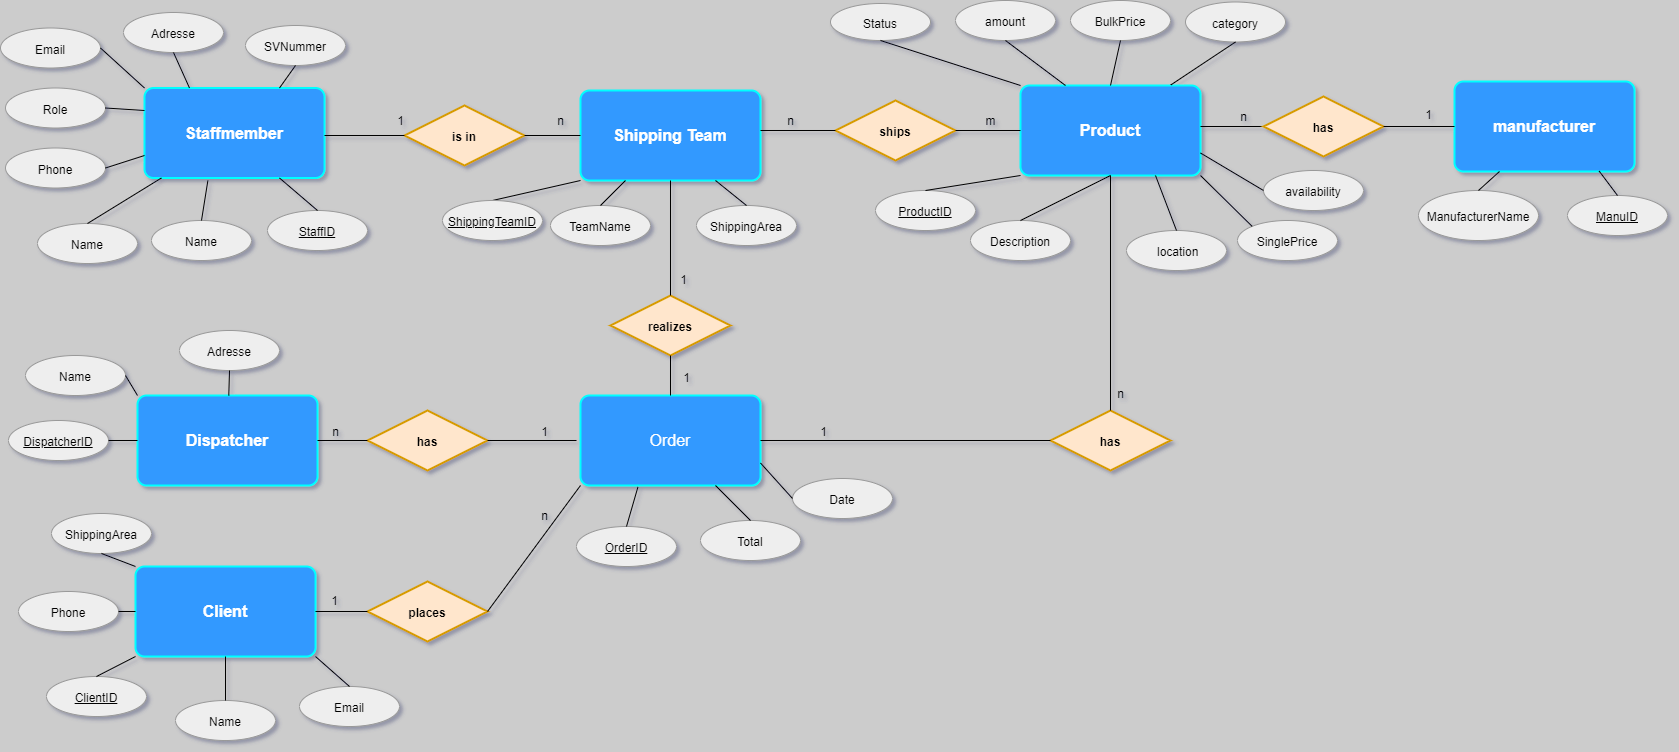 Status
amount
BulkPrice
category
Email
Adresse
SVNummer
Role
Phone
Name
Name
StaffID
Staffmember
1
is in
n
Shipping Team
ShippingTeamID
TeamName
ShippingArea
n
ships
m
Product
ProductID
Description
location
SinglePrice
availability
n
has
1
manufacturer
ManufacturerName
ManuID
1
realizes
1
Name
Adresse
DispatcherID
Dispatcher
n
has
1
Order
1
has
n
OrderID
Total
Date
n
ShippingArea
Phone
Client
1
places
ClientID
Name
Email